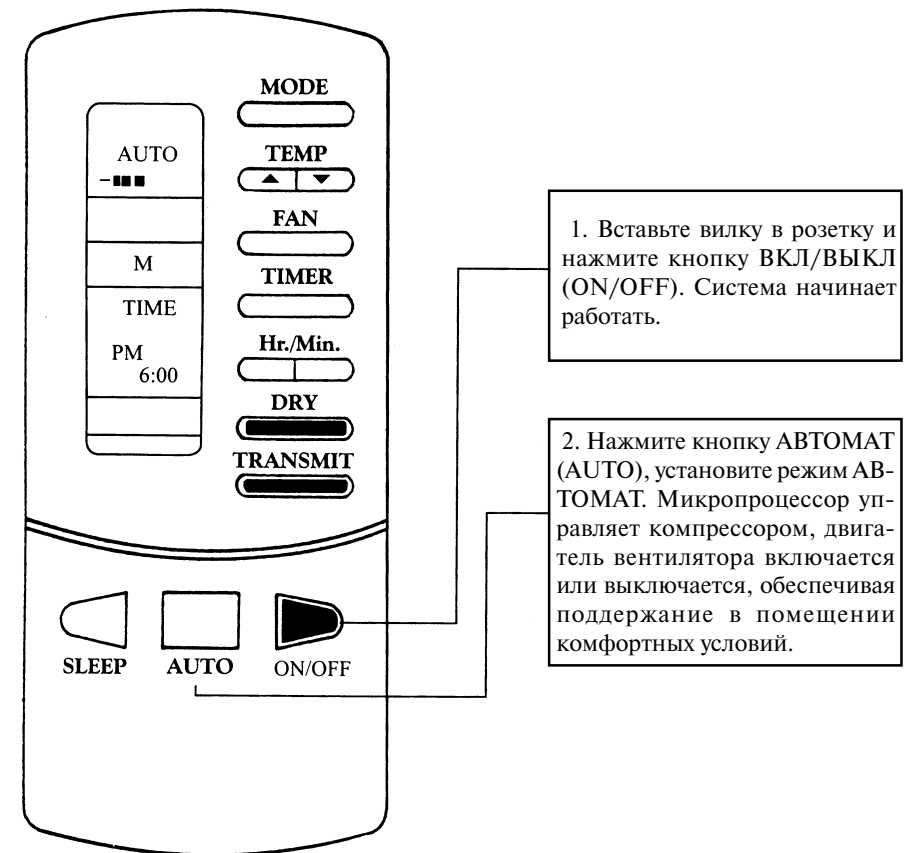 MODE
AUTO
TEMP
FAN
M
TIMER
TIME
Hr./Min.
PM
6:00
DRY
TRANSMIT
SLEEP
AUTO
ON/OFF
1. Вставьте вилку в розетку и
нажмите кнопку ВКЛ/ВЫКЛ
(ON/OFF). Система начинает
работать.
2. Нажмите кнопку АВТОМАТ
(AUTO), установите режим АВ-
ТОМАТ. Микропроцессор уп-
равляет компрессором, двига-
тель вентилятора включается
или выключается, обеспечивая
поддержание в помещении
комфортных условий.